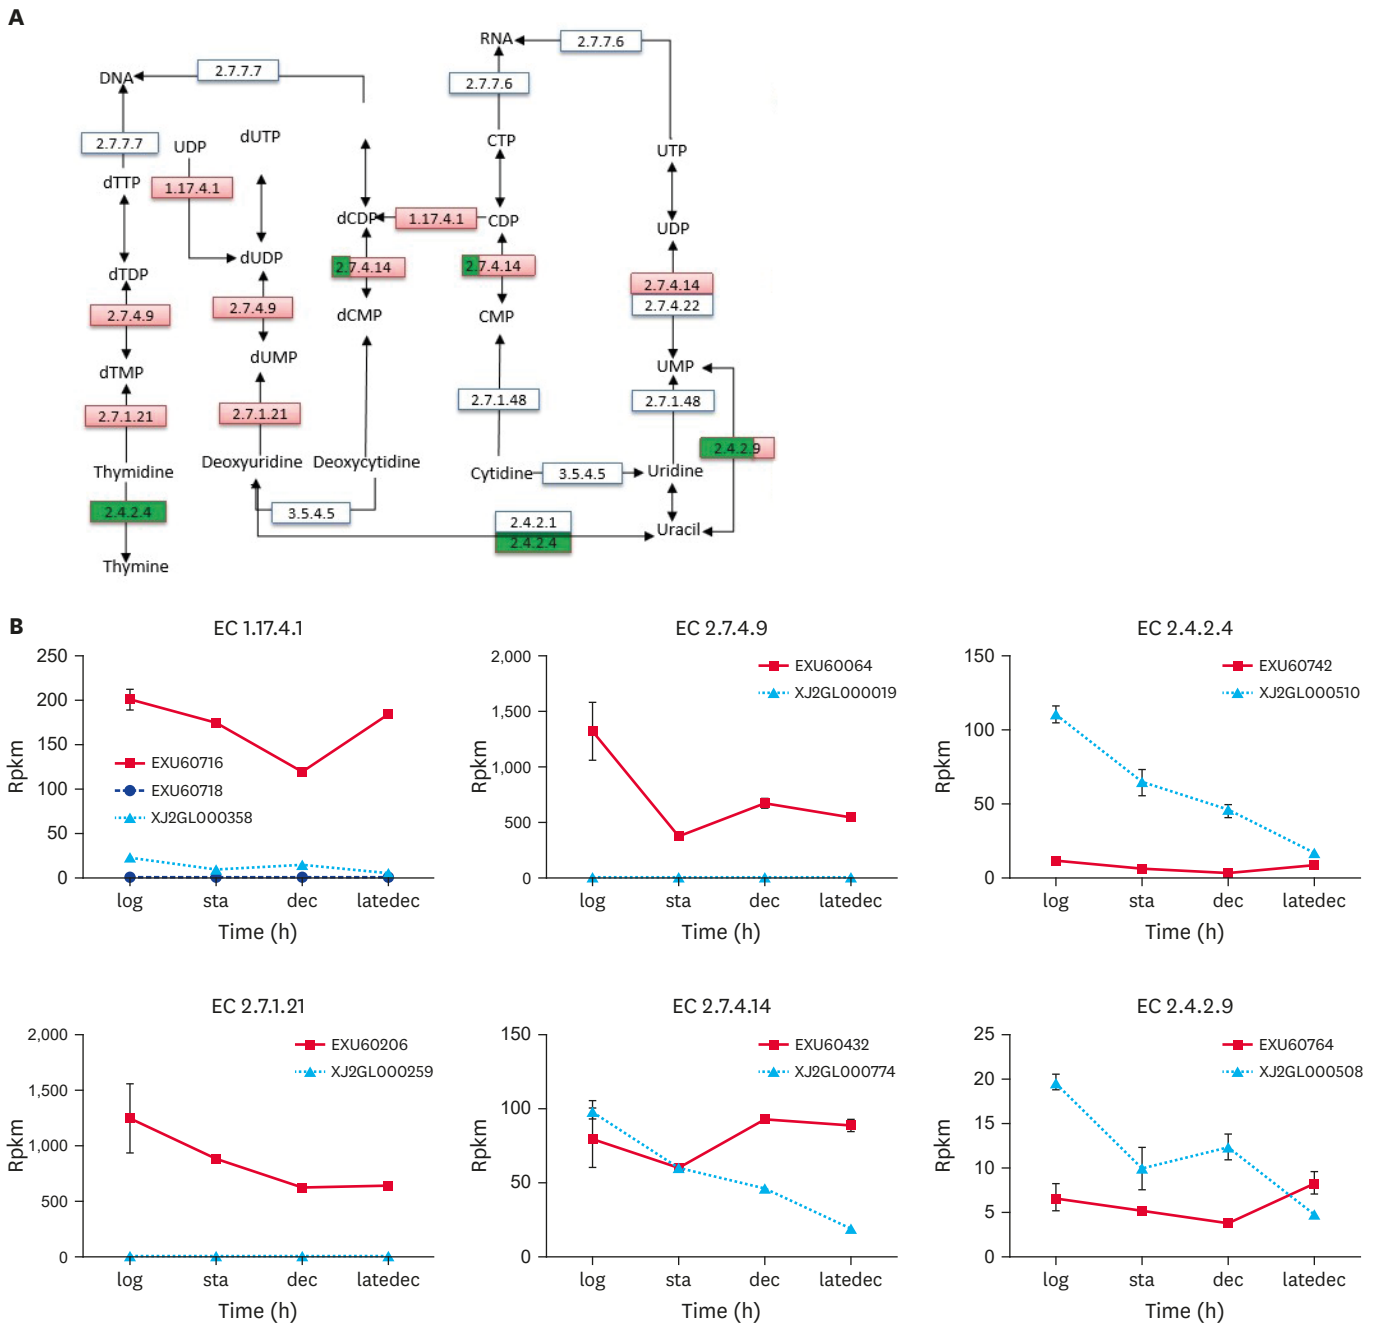 A
RNA
2.7.7.6
DNA
2.7.7.7
2.7.7.6
2.7.7.7
UDP
dUTP
CTP
UTP
dTTP
1.17.4.1
dCDP
1.17.4.1
CDP
UDP
dTDP
dUDP
2.7.4.14
2.7.4.14
2.7.4.14
2.7.4.22
2.7.4.9
2.7.4.9
dCMP
CMP
dTMP
dUMP
UMP
2.7.1.21
2.7.1.21
2.7.1.48
2.7.1.48
2.4.2.9
Thymidine
Deoxyuridine
Deoxycytidine
Cytidine
3.5.4.5
Uridine
2.4.2.4
3.5.4.5
2.4.2.1
2.4.2.4
Uracil
Thymine
B
EC 1.17.4.1
Rpkm
250
200
150
100
50
0
EXU60716
EXU60718
XJ2GL000358
log sta dec latedec
Time (h)
EC 2.7.4.9
Rpkm
2,000
1,500
1,000
500
0
EXU60064
XJ2GL000019
log sta dec latedec
Time (h)
EC 2.4.2.4
Rpkm
150
100
50
0
EXU60742
XJ2GL000510
log sta dec latedec
Time (h)
EC 2.7.1.21
Rpkm
2,000
1,500
1,000
500
0
EXU60206
XJ2GL000259
log sta dec latedec
Time (h)
EC 2.7.4.14
Rpkm
150
100
50
0
EXU60432
XJ2GL000774
log sta dec latedec
Time (h)
EC 2.4.2.9
Rpkm
25
20
15
10
5
0
EXU60764
XJ2GL000508
log sta dec latedec
Time (h)